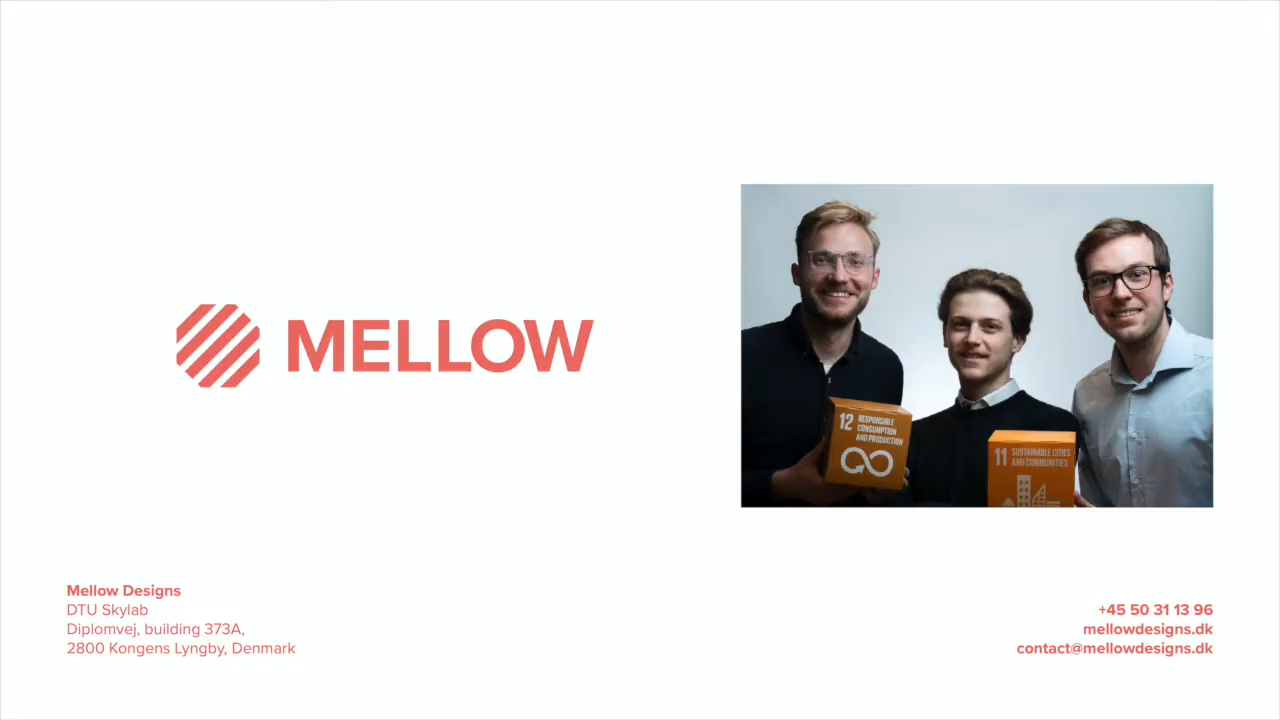 MELLOW
12 RESPONSIBLE
CONSUMPTION
AND PRODUCTION
11 SUSTAINABLE CITIES
AND COMMUNITIES
Mellow Designs
DTU Skylab
Diplomvej, building 373A,
2800 Kongens Lyngby, Denmark
+45 50 31 13 96
mellowdesigns.dk
contact@mellowdesigns.dk